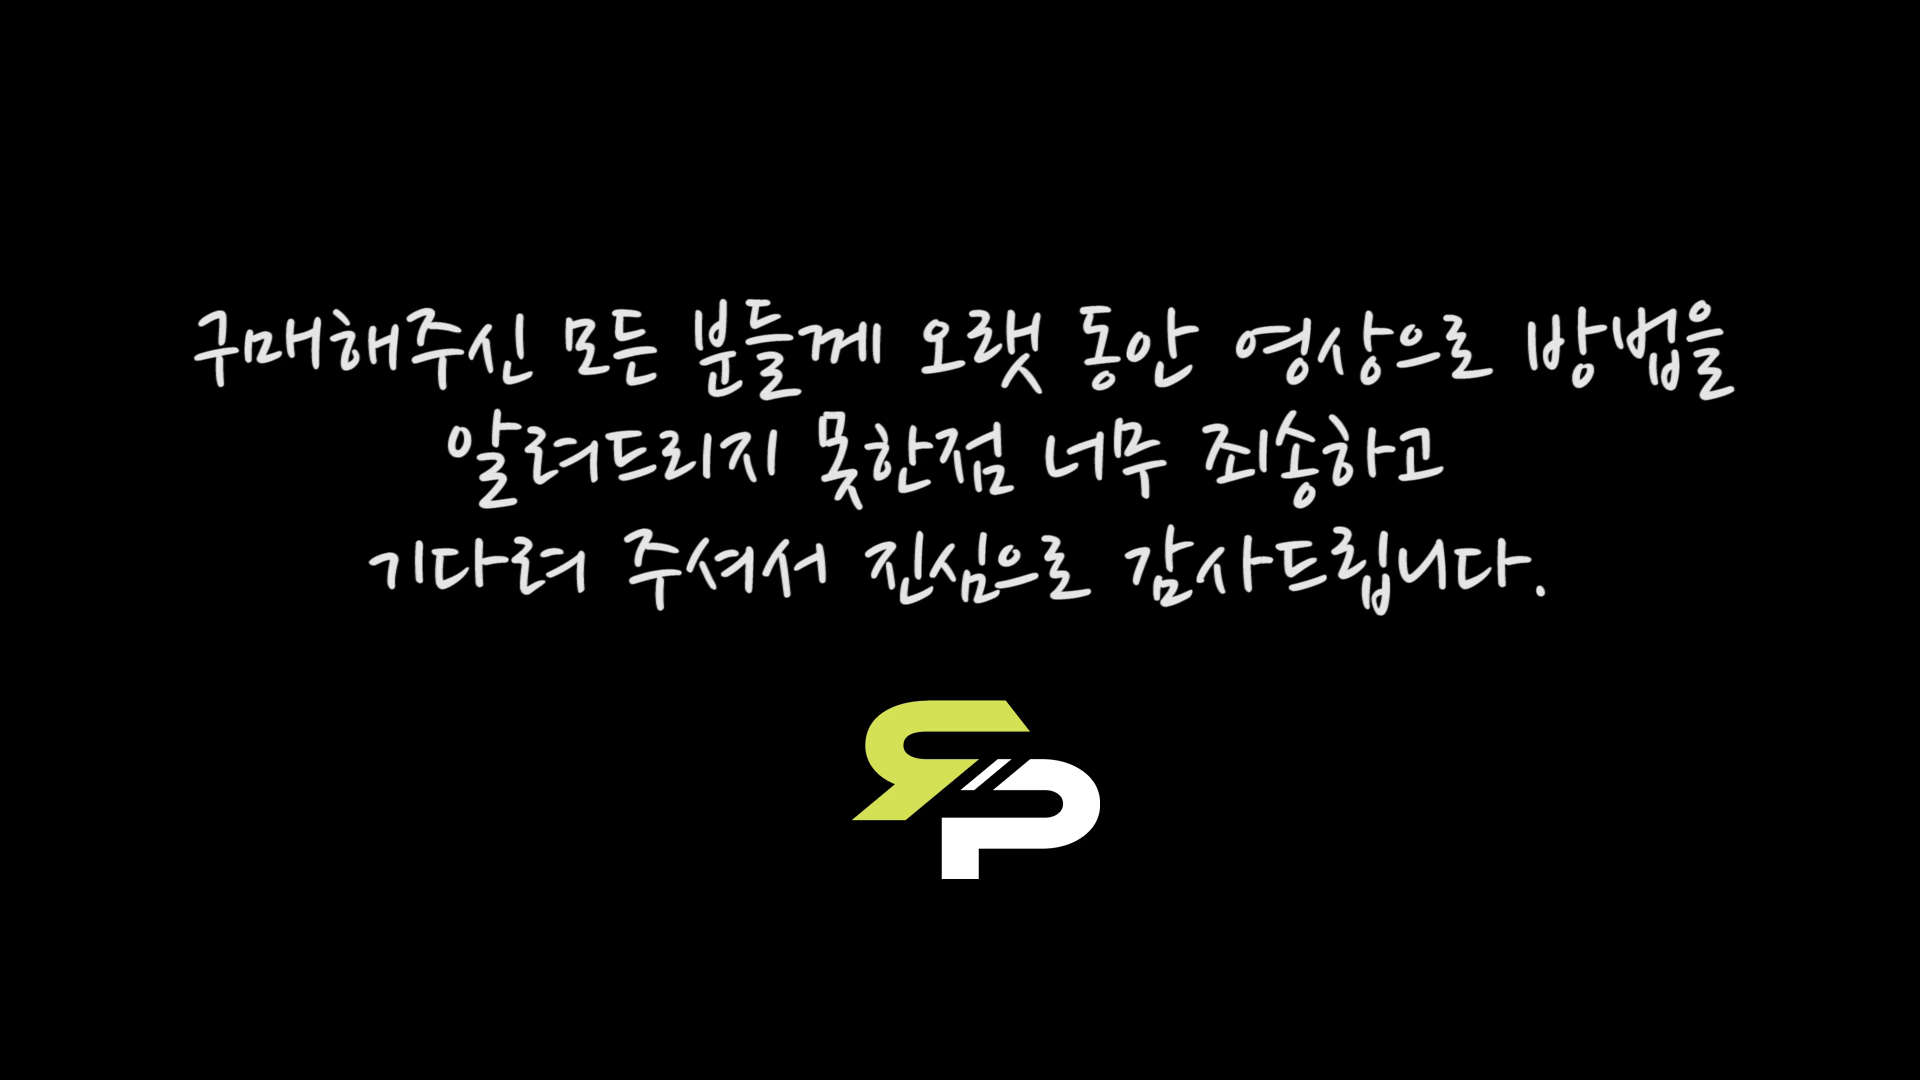 구매해주신 모든 분들께 오랫 동안 영상으로 방법을
알려드리지 못한점 너무 죄송하고
기다려 주셔서 진심으로 감사드립니다.
RP